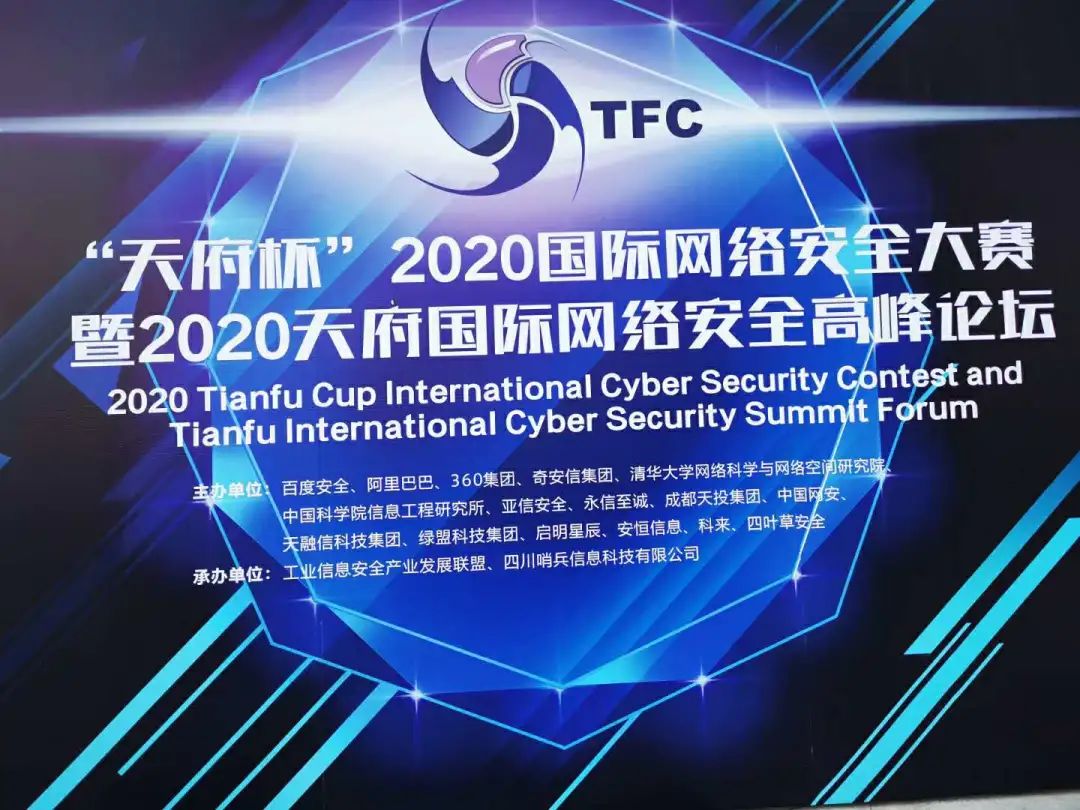 TFC
“天府杯”2020国际网络安全大赛
暨2020天府国际网络安全高峰论坛
2020 Tianfu Cup International Cyber Security Contest and
Tianfu International Cyber Security Summit Forum
主办单位：百度安全、阿里巴巴、360集团、奇安信集团、清华大学网络科学与网络空间研究院、
中国科学院信息工程研究所、亚信安全、永信至诚、成都天投集团、中国网安、
天融信科技集团、绿盟科技集团、启明星辰、安恒信息、科来、四叶草安全
承办单位：工业信息安全产业发展联盟、四川哨兵信息科技有限公司